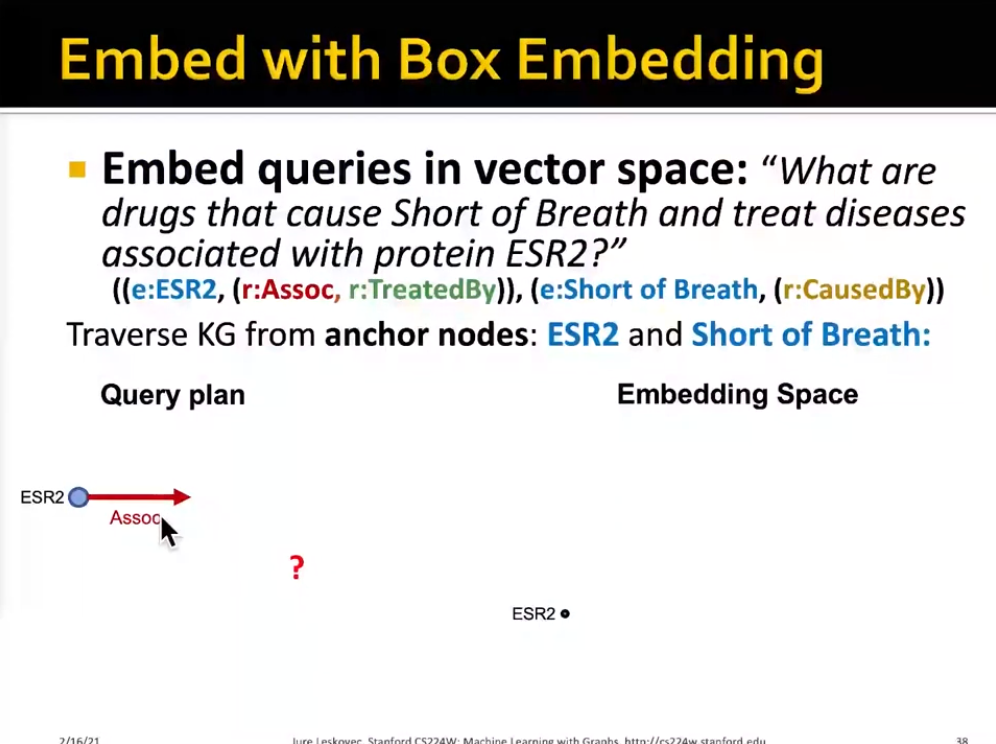 Embed with Box Embedding
Embed queries in vector space: “What are
drugs that cause Short of Breath and treat diseases
associated with protein ESR2?”
((e:ESR2, (r:Assoc, r:TreatedBy)), (e:Short of Breath, (r:CausedBy))
Traverse KG from anchor nodes: ESR2 and Short of Breath:
Query plan
Embedding Space
ESR2
Assoc
?
ESR2
2/16/21
Jure Leskovec, Stanford CS224W: Machine Learning with Graphs, http://cs224w.stanford.edu
38